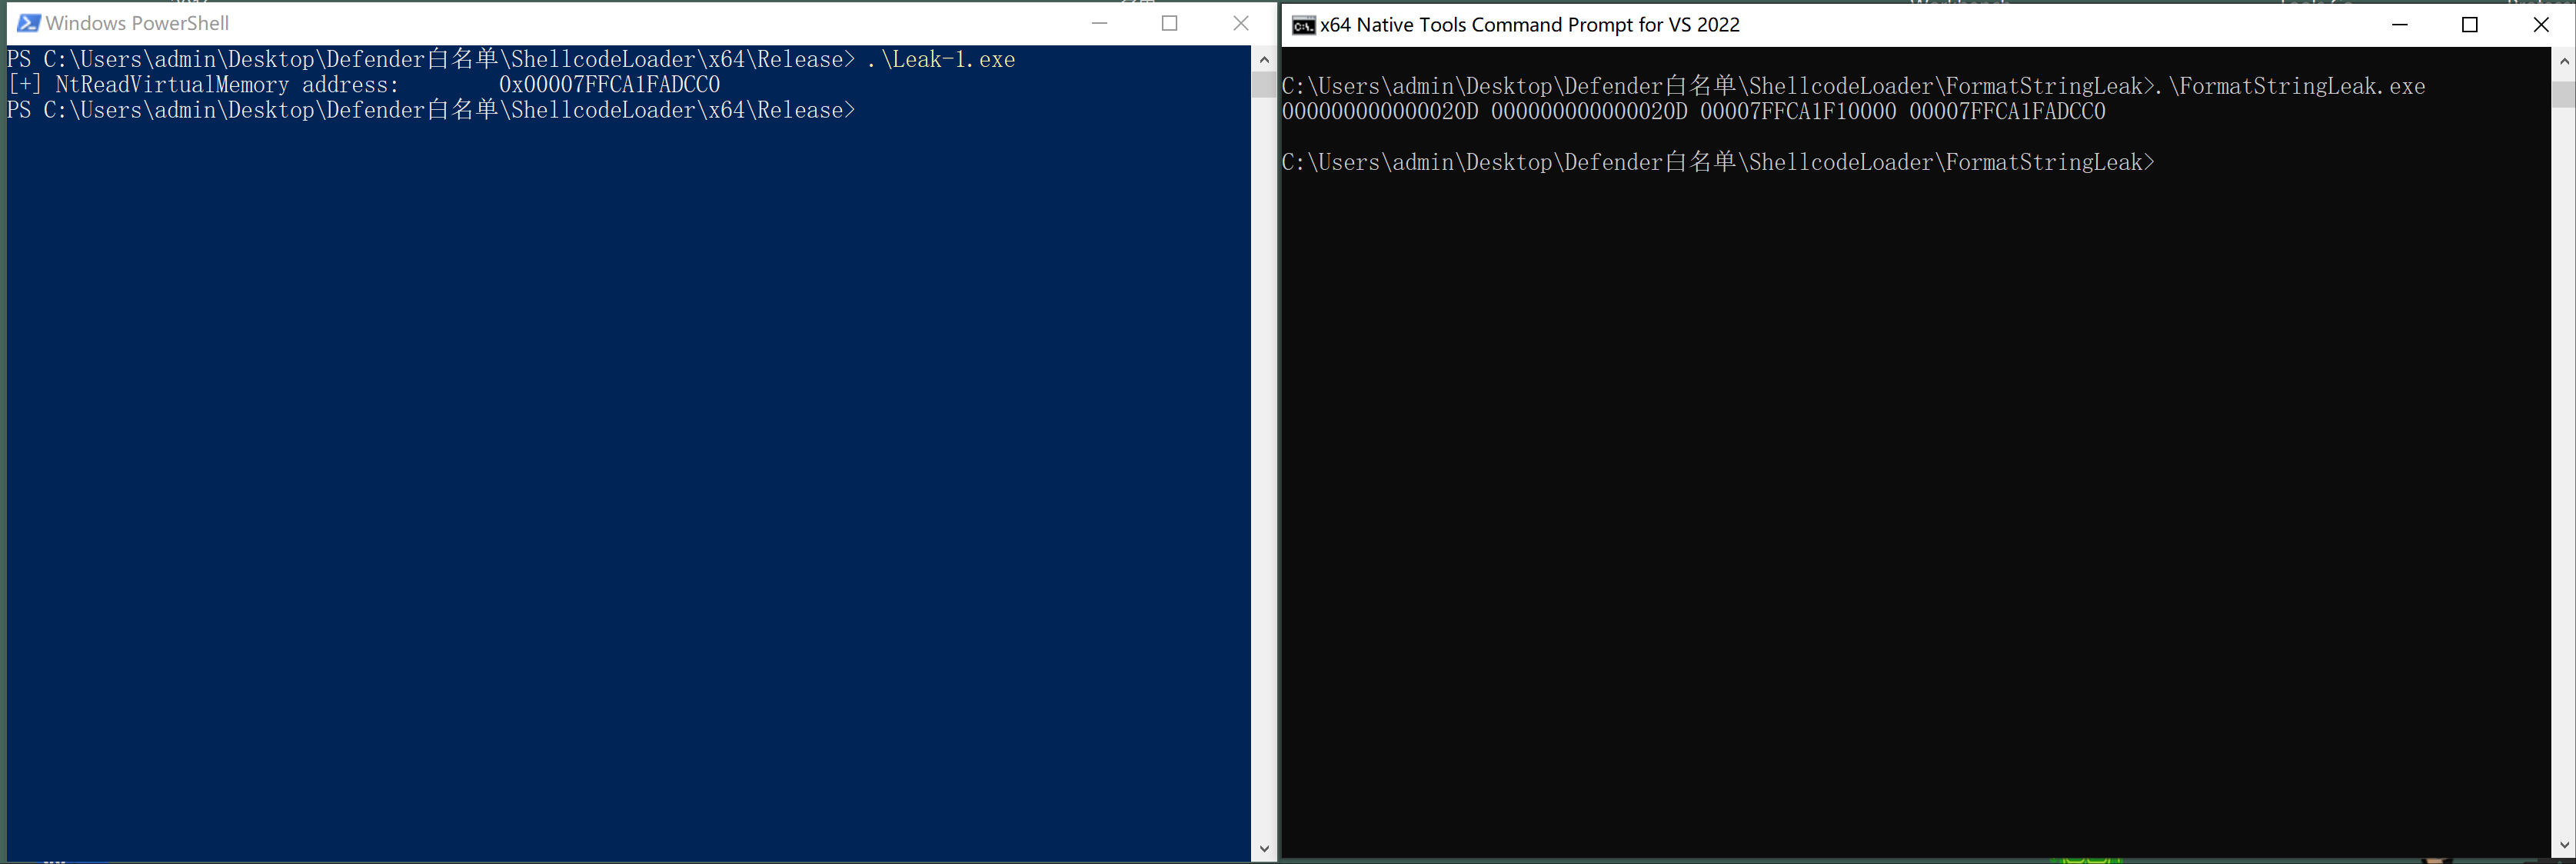 Windows PowerShell
PS C:\Users\admin\Desktop\Defender白名单\ShellcodeLoader\x64\Release> .\Leak-1.exe
[+] NtReadVirtualMemory address: 0x00007FFCA1FADCC0
PS C:\Users\admin\Desktop\Defender白名单\ShellcodeLoader\x64\Release>
x64 Native Tools Command Prompt for VS 2022
C:\Users\admin\Desktop\Defender白名单\ShellcodeLoader\FormatStringLeak>.\FormatStringLeak.exe
000000000000020D 000000000000020D 00007FFCA1F10000 00007FFCA1FADCC0
C:\Users\admin\Desktop\Defender白名单\ShellcodeLoader\FormatStringLeak>